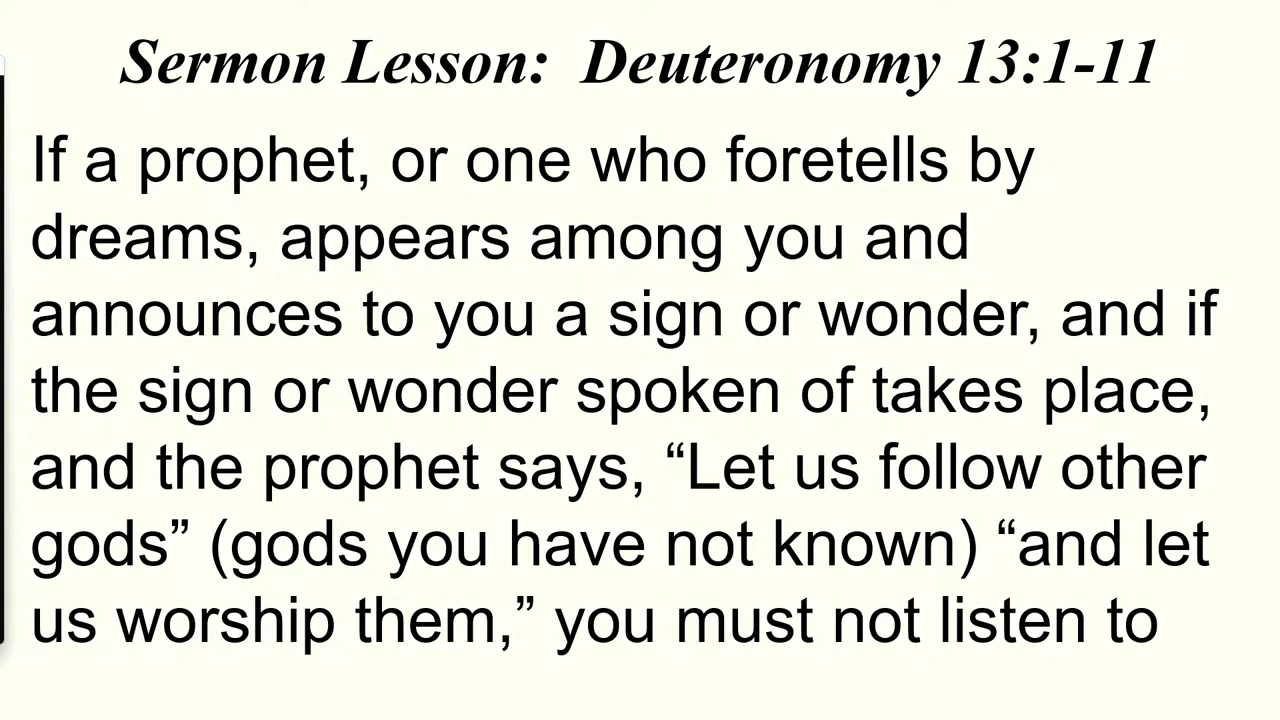 Sermon Lesson:  Deuteronomy 13:1-11
If a prophet, or one who foretells by
dreams, appears among you and
announces to you a sign or wonder, and if
the sign or wonder spoken of takes place,
and the prophet says, “Let us follow other
gods” (gods you have not known) “and let
us worship them,” you must not listen to